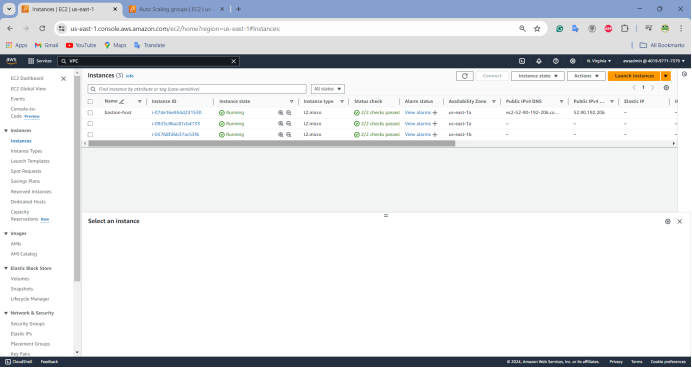 Instances | EC2 | us-east-1
Auto Scaling groups | EC2 | us-e
us-east-1.console.aws.amazon.com/ec2/home?region=us-east-1#Instances:
Apps
Gmail
YouTube
Maps
Translate
All Bookmarks
aws
Services
VPC
N. Virginia
awsadmin @ 4019-5771-7379
EC2 Dashboard
EC2 Global View
Events
Console-to-
Code Preview
Instances
Instances
Instance Types
Launch Templates
Spot Requests
Savings Plans
Reserved Instances
Dedicated Hosts
Capacity
Reservations New
Images
AMIs
AMI Catalog
Elastic Block Store
Volumes
Snapshots
Lifecycle Manager
Network & Security
Security Groups
Elastic IPs
Placement Groups
Key Pairs
Instances (3) Info
Connect
Instance state
Actions
Launch instances
Find Instance by attribute or tag (case-sensitive)
All states
1
Name
Instance ID
Instance state
Instance type
Status check
Alarm status
Availability Zone
Public IPv4 DNS
Public IPv4 ...
Elastic IP
bastion-host
Running
t2.micro
2/2 checks passed
View alarms +
us-east-1a
ec2-52-90-192-206.co...
52.90.192.206
–
Running
t2.micro
2/2 checks passed
View alarms +
us-east-1a
–
–
–
Running
t2.micro
2/2 checks passed
View alarms +
us-east-1b
–
–
–
Select an instance
CloudShell
Feedback
© 2024, Amazon Web Services, Inc. or its affiliates.
Privacy
Terms
Cookie preferences